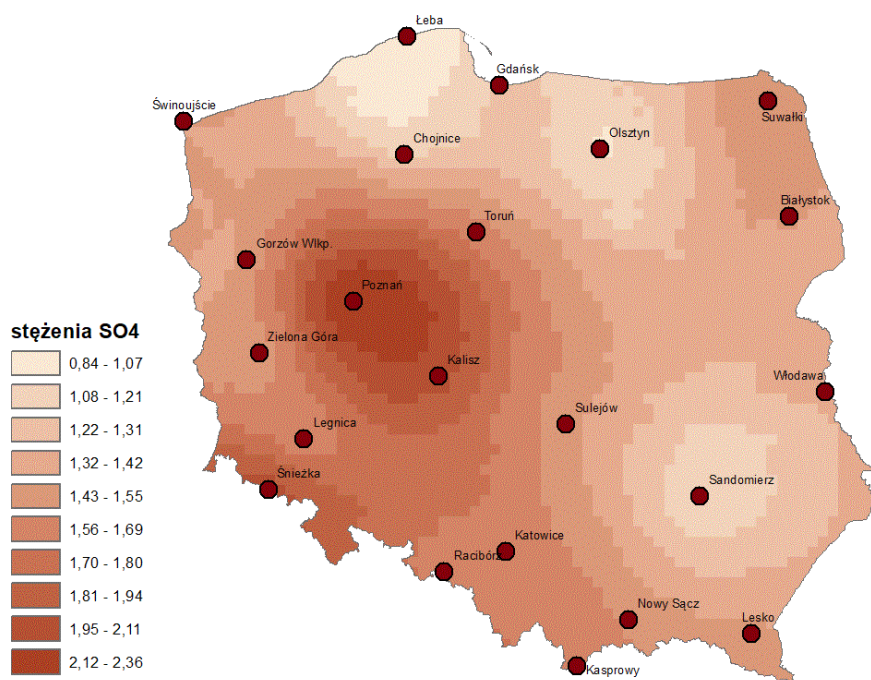 Łeba
Gdańsk
Świnoujście
Suwałki
Chojnice
Olsztyn
Białystok
Toruń
Gorzów Wlkp.
Poznań
stężenia SO4
0,84 - 1,07
1,08 - 1,21
1,22 - 1,31
1,32 - 1,42
1,43 - 1,55
1,56 - 1,69
1,70 - 1,80
1,81 - 1,94
1,95 - 2,11
2,12 - 2,36
Zielona Góra
Kalisz
Włodawa
Sulejów
Legnica
Śnieżka
Sandomierz
Katowice
Racibórz
Nowy Sącz
Lesko
Kasprowy